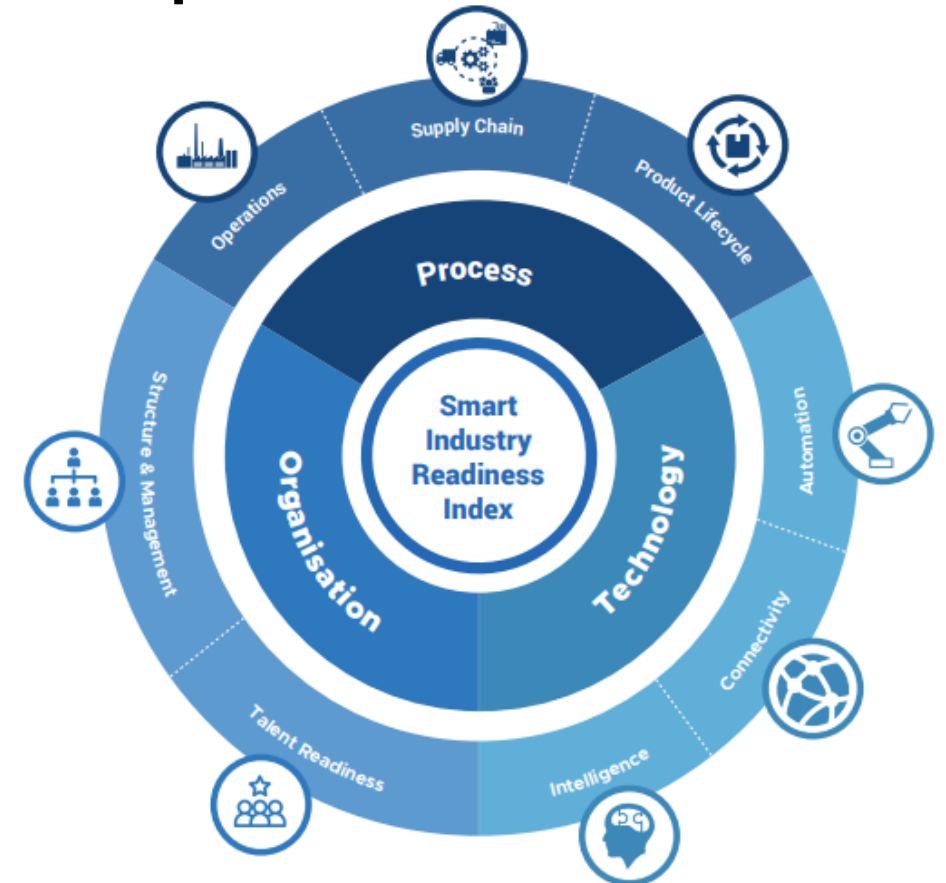 Supply Chain
Operations
Product Lifecycle
Process
Smart
Industry
Readiness
Index
Structure & Management
Organisation
Technology
Automation
Connectivity
Talent Readiness
Intelligence